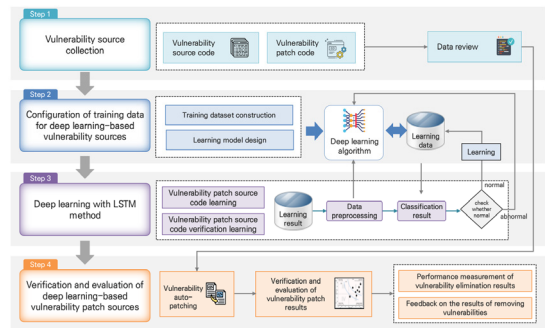 Step 1
Vulnerability source
collection
Vulnerability
source code
Vulnerability
patch code
Data review
Step 2
Configuration of training data
for deep learning-based
vulnerability sources
Training dataset construction
Learning model design
Deep learning
algorithm
Learning
data
Learning
Step 3
Deep learning with LSTM
method
Vulnerability patch source
code learning
Vulnerability patch source
code verification learning
Learning
result
Data
preprocessing
Classification
result
check
whether
normal
normal
abnormal
Step 4
Verification and evaluation of
deep learning-based
vulnerability patch sources
Vulnerability
auto-
patching
Verification and
evaluation of
vulnerability patch
results
Performance measurement of
vulnerability elimination results
Feedback on the results of removing
vulnerabilities